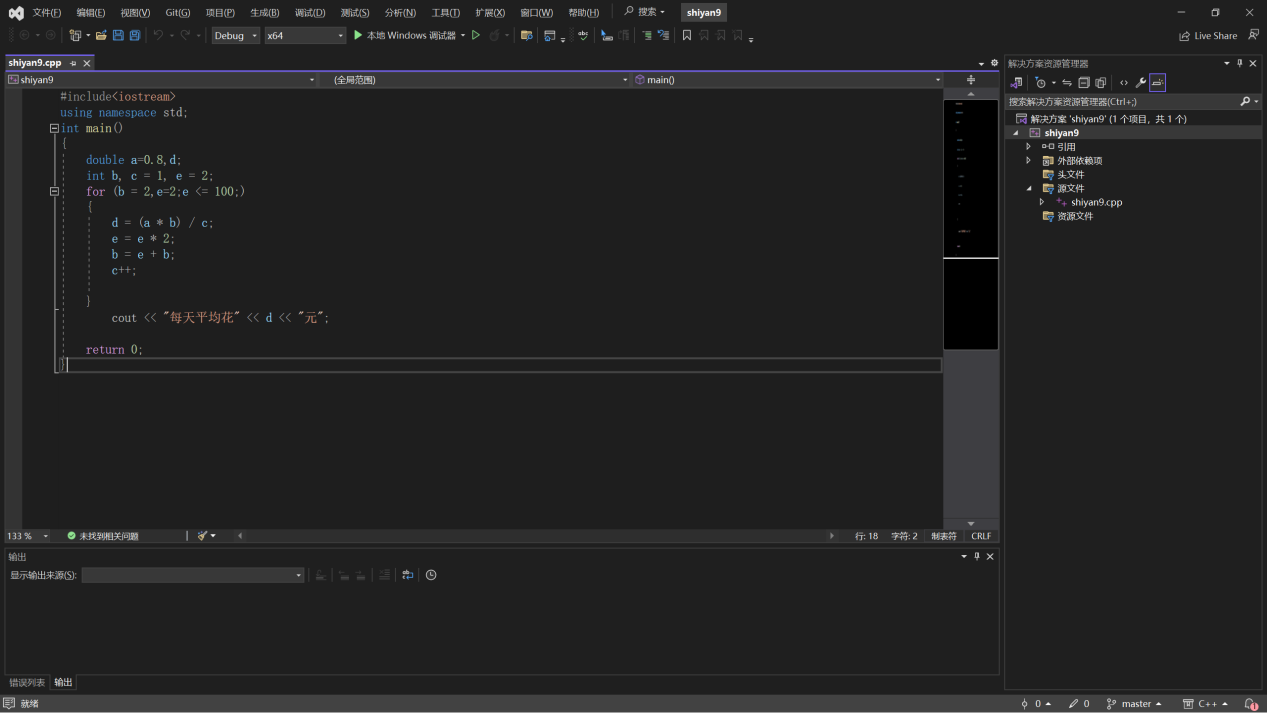 文件(F) 编辑(E) 视图(V) Git(G) 项目(P) 生成(B) 调试(D) 测试(S) 分析(N) 工具(T) 扩展(X) 窗口(W) 帮助(H) 搜索 shiyan9
Debug x64 本地 Windows 调试器 Live Share
shiyan9.cpp
shiyan9 (全局范围) main()
#include<iostream>
using namespace std;
int main()
{
double a=0.8,d;
int b, c = 1, e = 2;
for (b = 2,e=2;e <= 100;)
{
d = (a * b) / c;
e = e * 2;
b = e + b;
c++;
}
cout << "每天平均花" << d << "元";
return 0;
}
133 % 未找到相关问题 行: 18 字符: 2 制表符 CRLF
输出
显示输出来源(S):
错误列表 输出
解决方案资源管理器
搜索解决方案资源管理器(Ctrl+;)
解决方案 'shiyan9' (1 个项目，共 1 个)
shiyan9
引用
外部依赖项
头文件
源文件
shiyan9.cpp
资源文件
就绪 0 0 master C++ 1